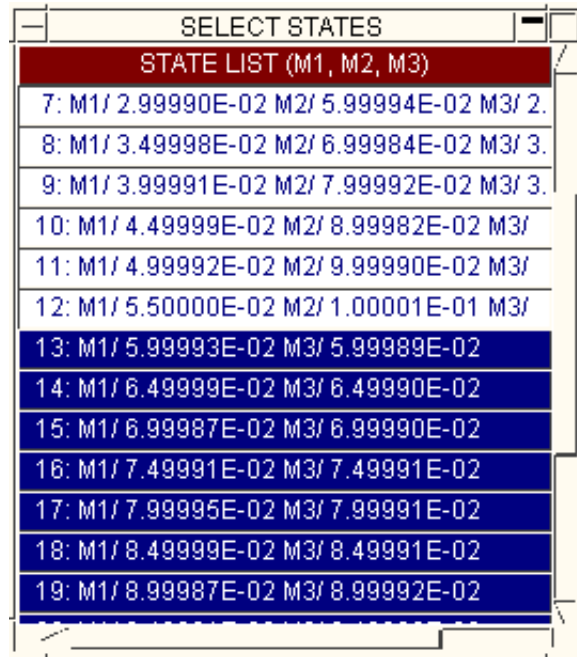 SELECT STATES
STATE LIST (M1, M2, M3)
7: M1/ 2.99990E-02 M2/ 5.99994E-02 M3/ 2.
8: M1/ 3.49998E-02 M2/ 6.99984E-02 M3/ 3.
9: M1/ 3.99991E-02 M2/ 7.99992E-02 M3/ 3.
10: M1/ 4.49999E-02 M2/ 8.99982E-02 M3/
11: M1/ 4.99992E-02 M2/ 9.99990E-02 M3/
12: M1/ 5.50000E-02 M2/ 1.00001E-01 M3/
13: M1/ 5.99993E-02 M3/ 5.99989E-02
14: M1/ 6.49999E-02 M3/ 6.49990E-02
15: M1/ 6.99987E-02 M3/ 6.99990E-02
16: M1/ 7.49991E-02 M3/ 7.49991E-02
17: M1/ 7.99995E-02 M3/ 7.99991E-02
18: M1/ 8.49999E-02 M3/ 8.49991E-02
19: M1/ 8.99987E-02 M3/ 8.99992E-02